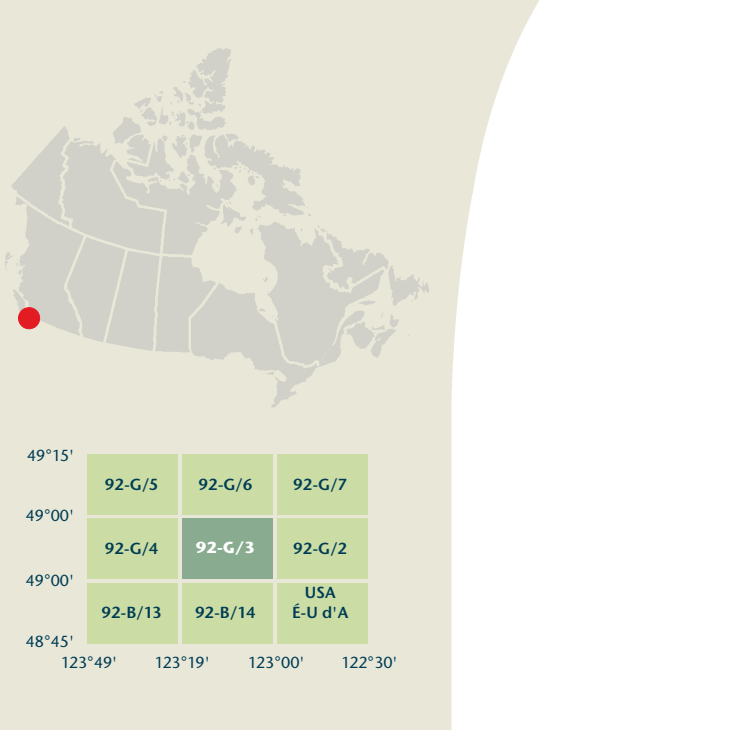 49°15'
92-G/5 92-G/6 92-G/7
49°00'
92-G/4 92-G/3 92-G/2
49°00'
USA
92-B/13 92-B/14 É-U d'A
48°45'
123°49' 123°19' 123°00' 122°30'